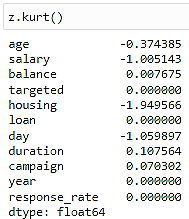 z.kurt()
age -0.374385
salary -1.005143
balance 0.007675
targeted 0.000000
housing -1.949566
loan 0.000000
day -1.059897
duration 0.107564
campaign 0.070302
year 0.000000
response_rate 0.000000
dtype: float64